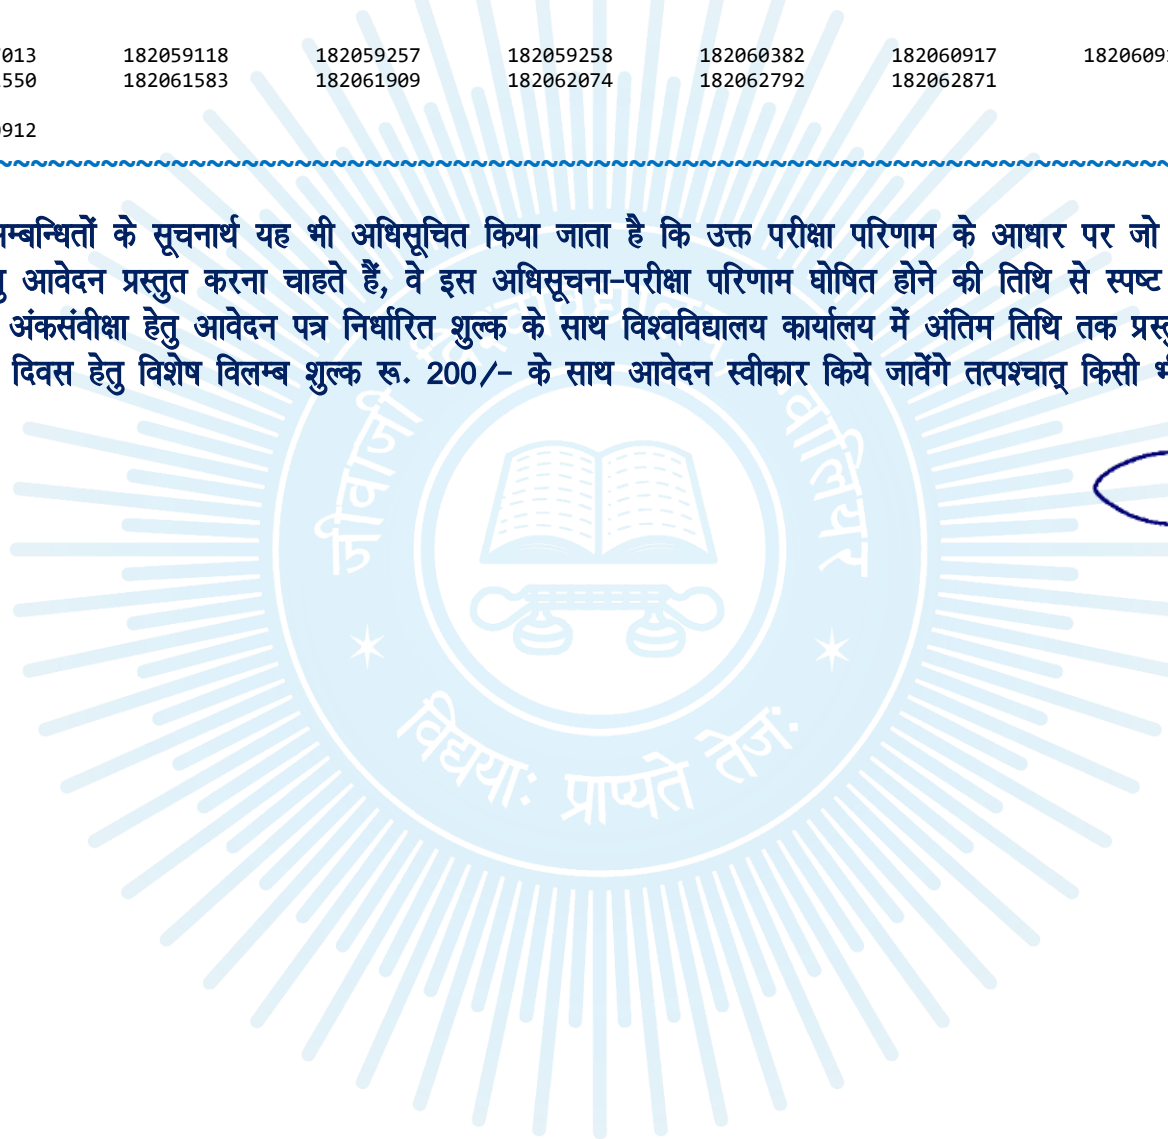 013 182059118 182059257 182059258 182060382 182060917 1820609
550 182061583 182061909 182062074 182062792 182062871
912
के सूचनार्थ यह भी अधिसूचित किया जाता है कि उक्त परीक्षा परिणाम के आधार पर जो
आवेदन प्रस्तुत करना चाहते हैं, वे इस अधिसूचना-परीक्षा परिणाम घोषित होने की तिथि से स्पष्ट
अंकसंवीक्षा हेतु आवेदन पत्र निर्धारित शुल्क के साथ विश्वविद्यालय कार्यालय में अंतिम तिथि तक
दिवस हेतु विशेष विलम्ब शुल्क रू. 200/- के साथ आवेदन स्वीकार किये जावेंगे तत्पश्चात् किसी
जीवाजी
विद्यया: प्राप्यते तेज: